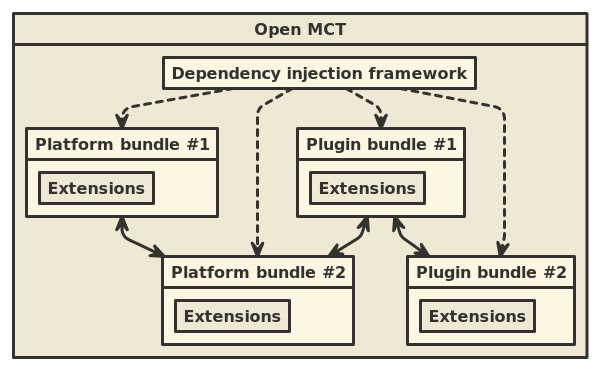 Open MCT
Dependency injection framework
Platform bundle #1
Extensions
Plugin bundle #1
Extensions
Platform bundle #2
Extensions
Plugin bundle #2
Extensions